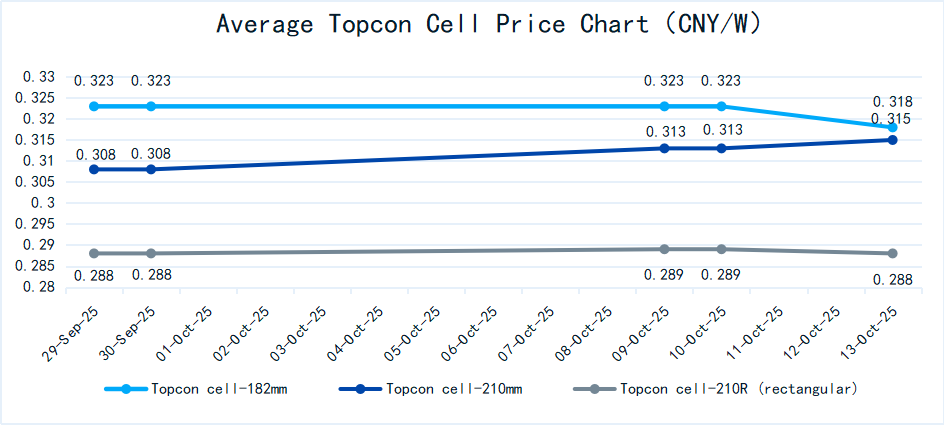 Average Topcon Cell Price Chart (CNY/W)
0.33
0.325
0.32
0.315
0.31
0.305
0.3
0.295
0.29
0.285
0.28
0.323 0.323 0.323 0.323 0.318
0.308 0.308 0.313 0.313 0.315
0.288 0.288 0.289 0.289 0.288
29-Sep-25 30-Sep-25 01-Oct-25 02-Oct-25 03-Oct-25 04-Oct-25 05-Oct-25 06-Oct-25 07-Oct-25 08-Oct-25 09-Oct-25 10-Oct-25 11-Oct-25 12-Oct-25 13-Oct-25
Topcon cell-182mm Topcon cell-210mm Topcon cell-210R (rectangular)